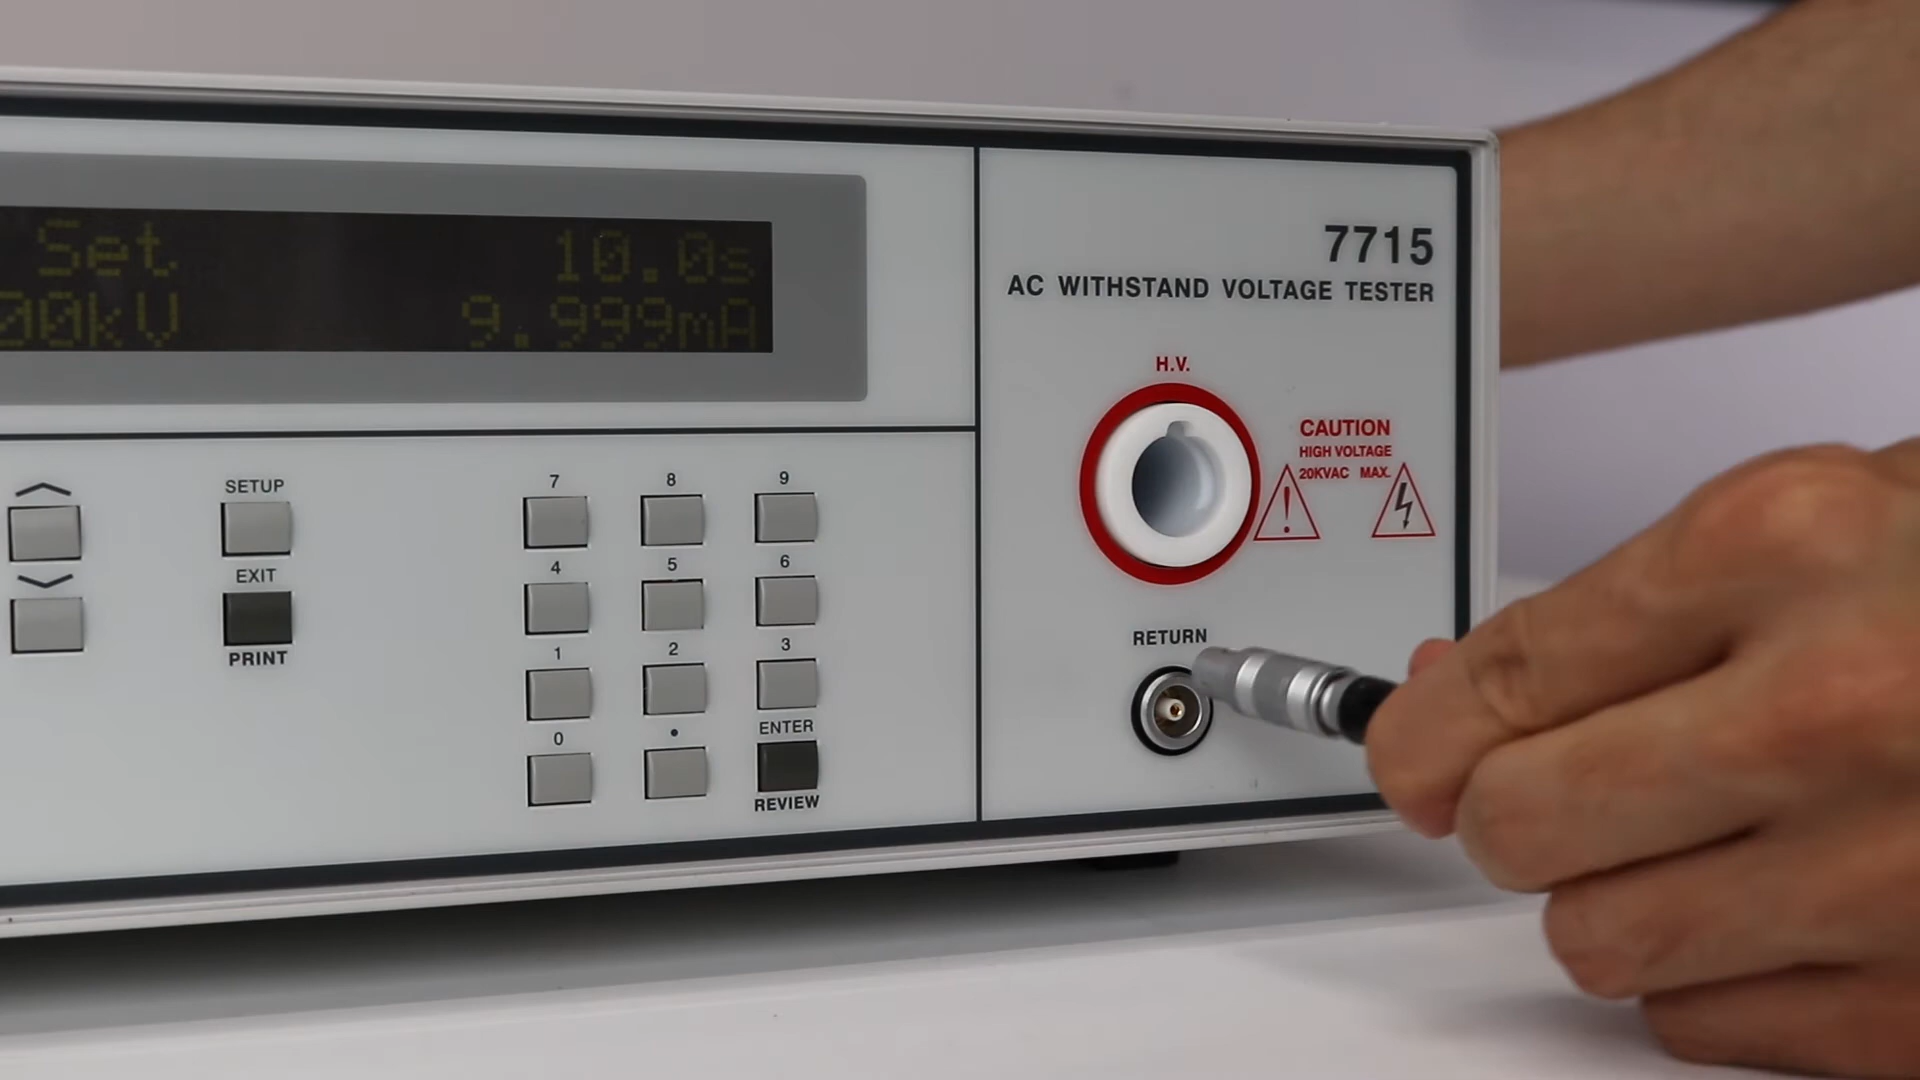 Set 10.0s
00kV 9.999mA
7715
AC WITHSTAND VOLTAGE TESTER
H.V.
CAUTION
HIGH VOLTAGE
20KVAC MAX.
RETURN
SETUP
EXIT
PRINT
7 8 9
4 5 6
1 2 3
0 • ENTER
REVIEW